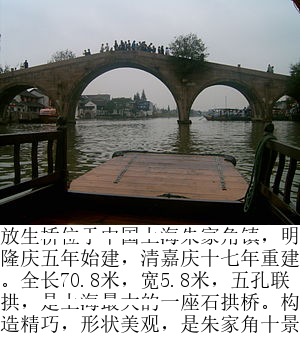 放生桥位于中国上海朱家角镇，明
隆庆五年始建，清嘉庆十七年重建
。全长70.8米，宽5.8米，五孔联
拱，是上海最大的一座石拱桥。构
造精巧，形状美观，是朱家角十景